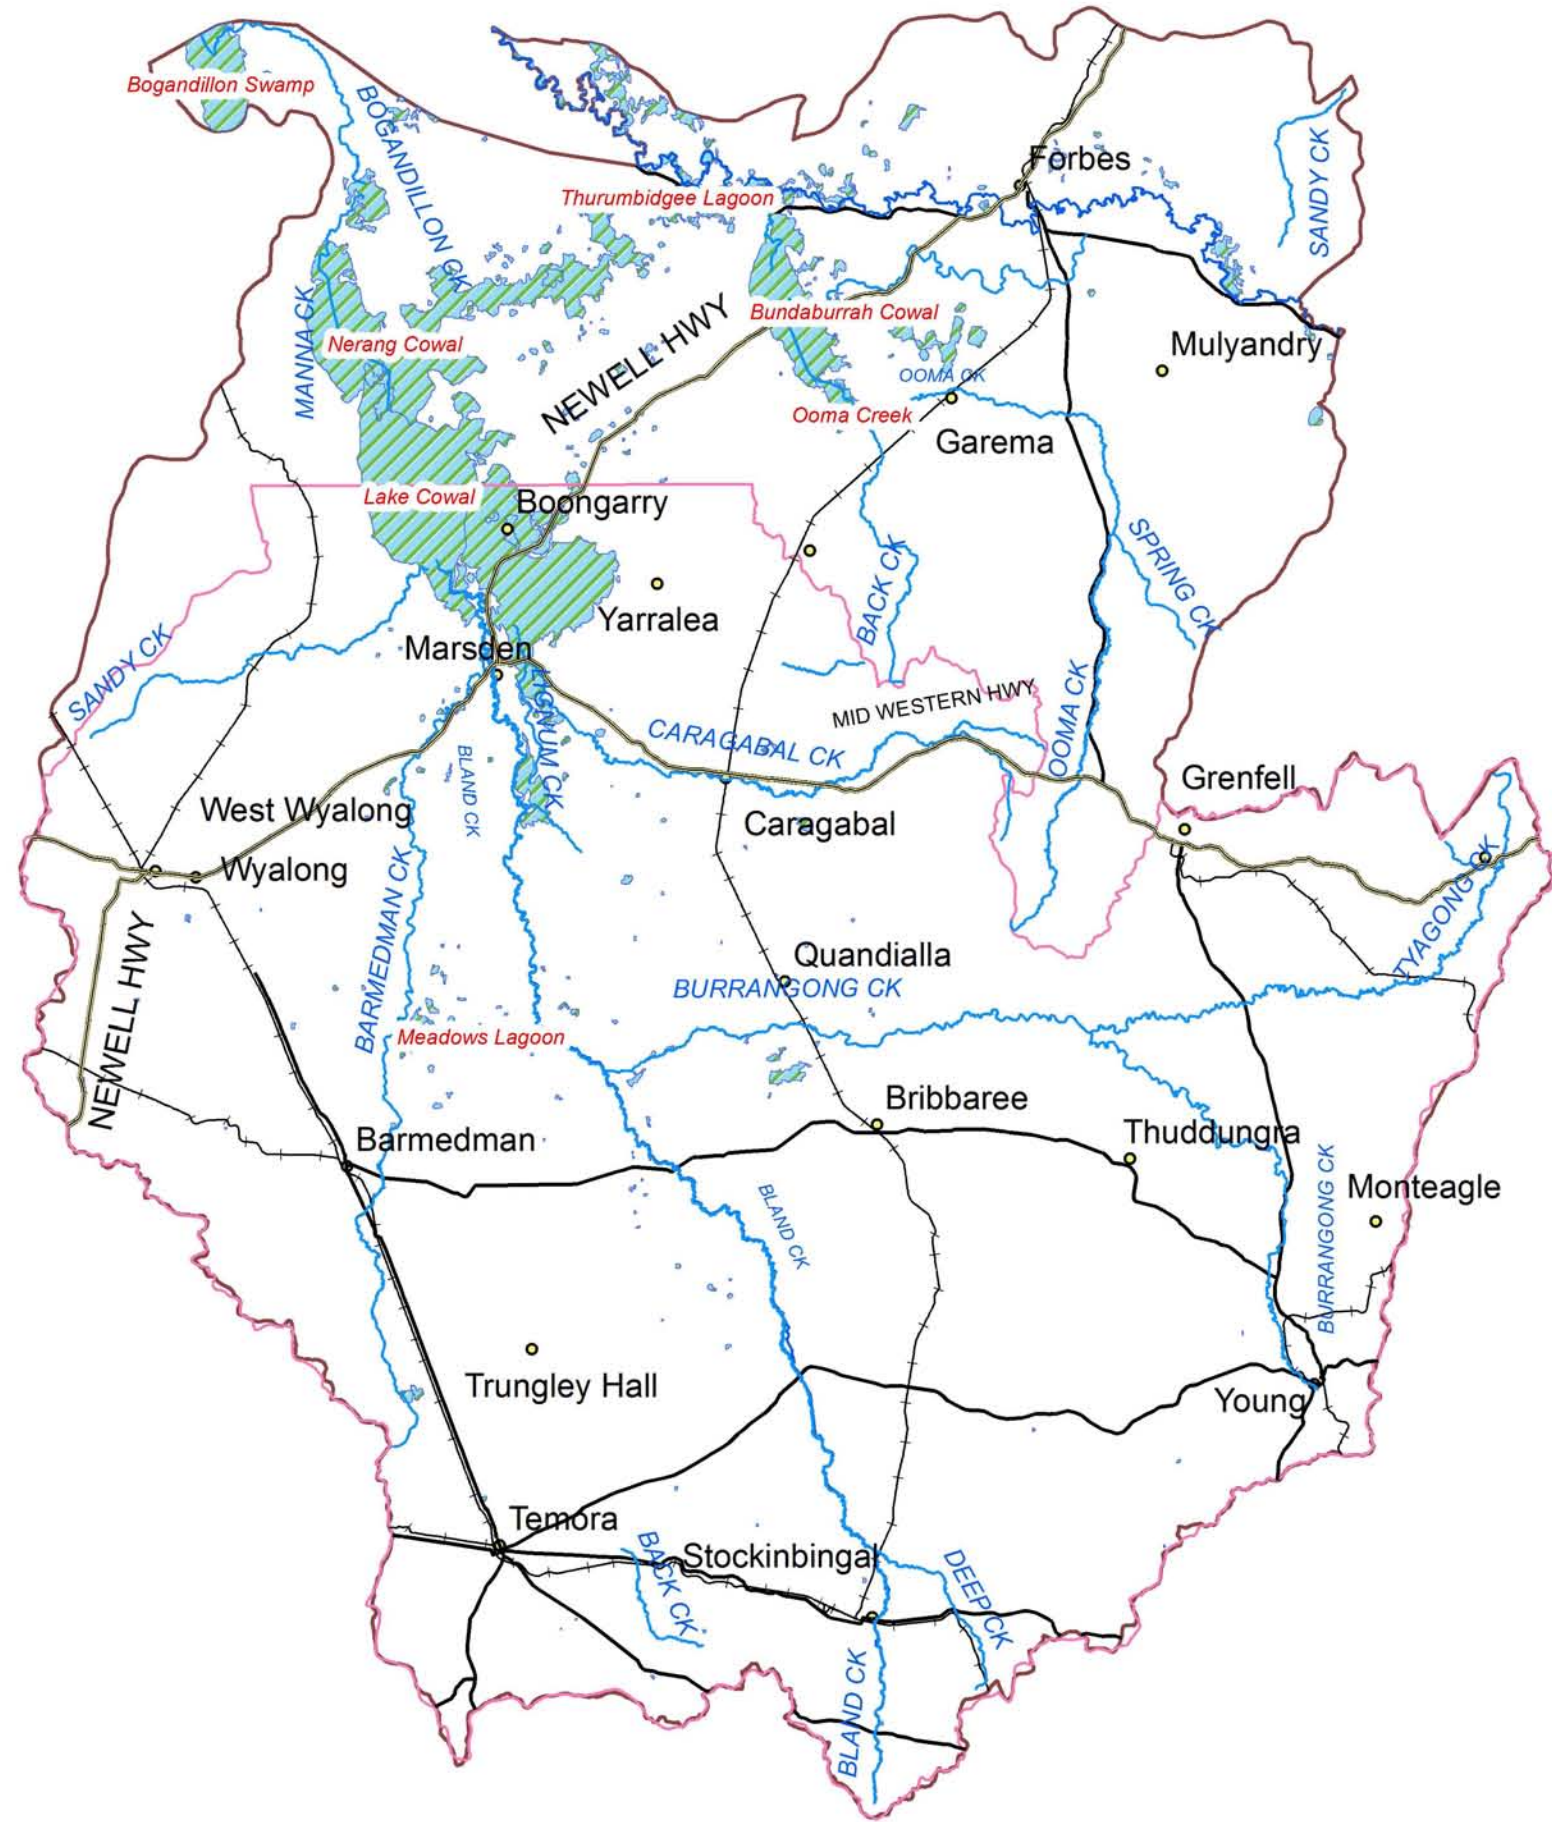 Bogandillon Swamp
BOGANDILLON CK
Forbes
SANDY CK
Thurumbidgee Lagoon
MANNA CK
Nerang Cowal
NEWELL HWY
Bundaburrah Cowal
Mulyandry
OOMA CK
Ooma Creek
Garema
Lake Cowal
Boongarry
SPRING CK
BACK CK
Yarralea
Marsden
SANDY CK
LIGNUM CK
MID WESTERN HWY
OOMA CK
CARAGABAL CK
BLAND CK
Grenfell
West Wyalong
Caragabal
Wyalong
BARMEDMAN CK
TYAGONG CK
NEWELL HWY
Quandialla
BURRANGONG CK
Meadows Lagoon
Bribbaree
Barmedman
Thuddungra
BURRANGONG CK
Monteagle
BLAND CK
Trungley Hall
Young
Temora
BACK CK
Stockinbingal
DEEP CK
BLAND CK